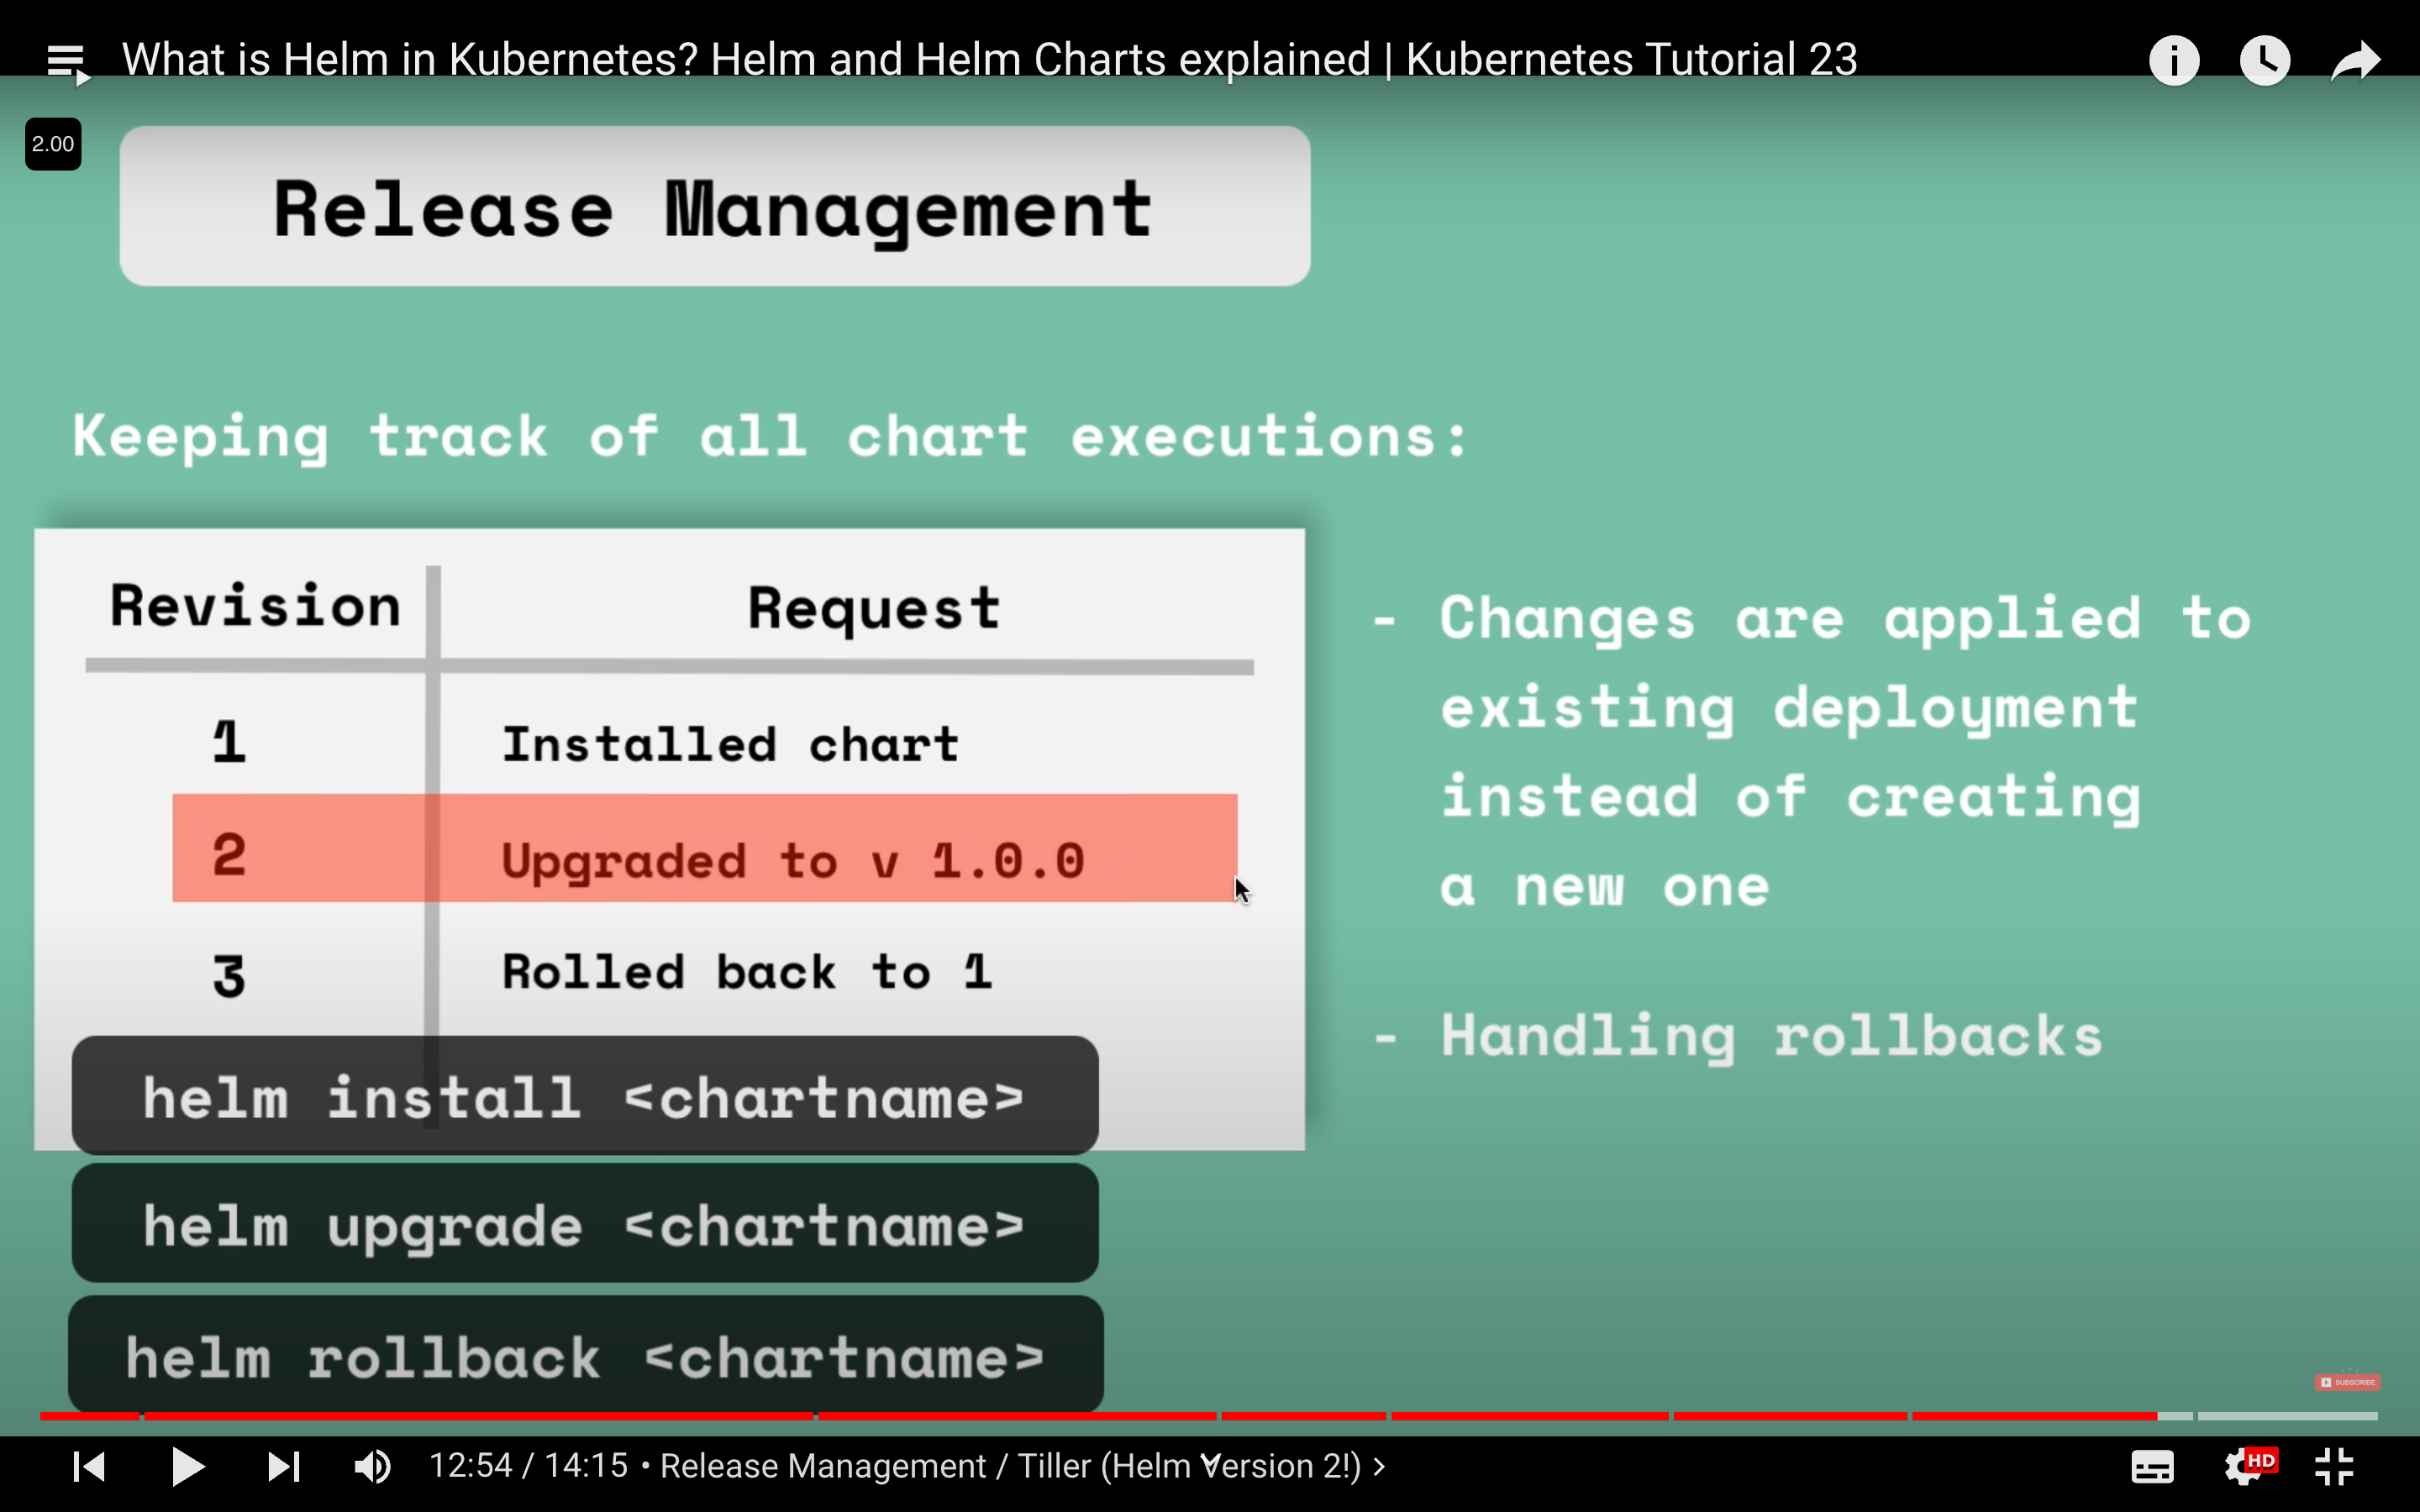 What is Helm in Kubernetes? Helm and Helm Charts explained | Kubernetes Tutorial 23
2.00
Release Management
Keeping track of all chart executions:
Revision Request
1 Installed chart
2 Upgraded to v 1.0.0
3 Rolled back to 1
- Changes are applied to
existing deployment
instead of creating
a new one
- Handling rollbacks
helm install <chartname>
helm upgrade <chartname>
helm rollback <chartname>
SUBSCRIBE
12:54 / 14:15 • Release Management / Tiller (Helm Version 2!) >
HD